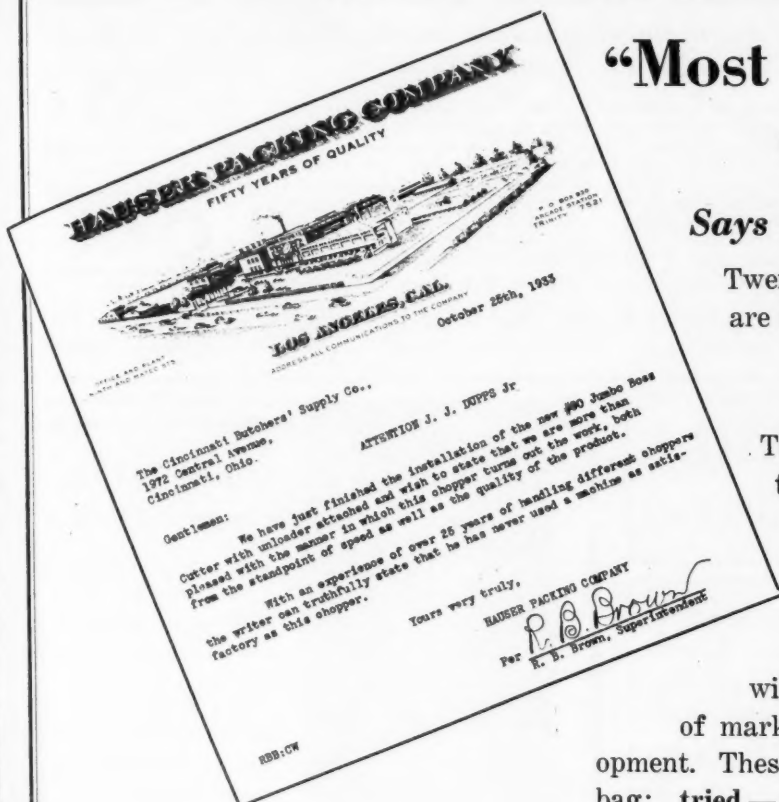 HAUSER PACKING COMPANY
FIFTY YEARS OF QUALITY
P. O. BOX 930
ARCADE STATION
TRINITY 7521
OFFICE AND PLANT
NINTH AND MATEO STS.
LOS ANGELES, CAL.
ADDRESS ALL COMMUNICATIONS TO THE COMPANY
October 25th, 1933
The Cincinnati Butchers' Supply Co.,
1972 Central Avenue,
Cincinnati, Ohio.
ATTENTION J. J. DUPPS Jr
Gentlemen:
We have just finished the installation of the new #90 Jumbo Boss
Cutter with unloader attached and wish to state that we are more than
pleased with the manner in which this chopper turns out the work, both
from the standpoint of speed as well as the quality of the product.
With an experience of over 25 years of handling different choppers
the writer can truthfully state that he has never used a machine as satis-
factory as this chopper.
Yours very truly,
HAUSER PACKING COMPANY
R. B. Brown
Per R. B. Brown, Superintendent
RBB:CW
“Most
Says
Twe
are
T
wi
of mark
opment. Thes
bag: tried —